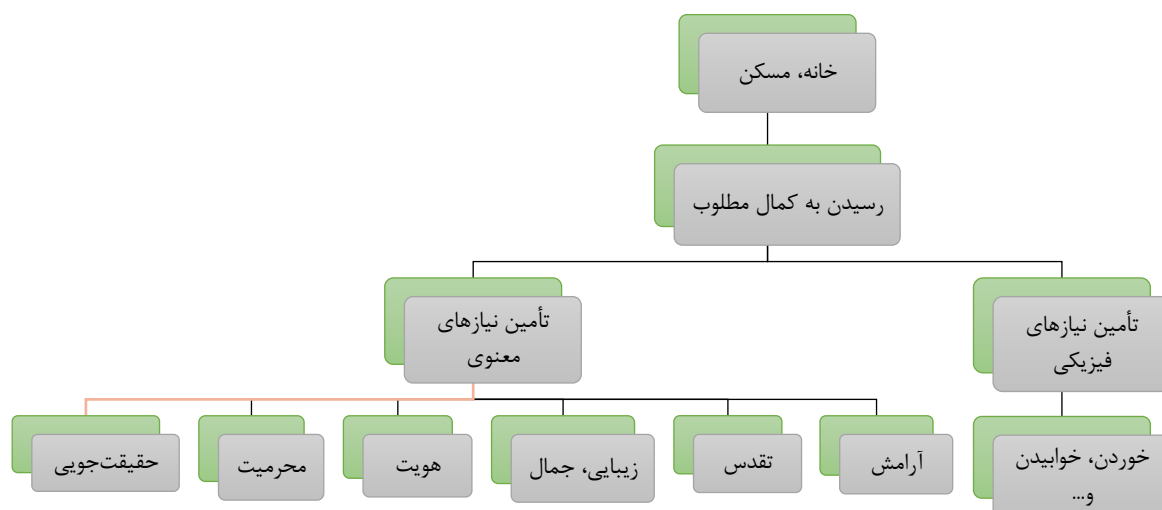 خانه، مسکن
رسیدن به کمال مطلوب
تأمین نیازهای
فیزیکی
تأمین نیازهای
معنوی
خوردن، خوابیدن
و...
آرامش
تقدس
زیبایی، جمال
هویت
محرمیت
حقیقت‌جویی